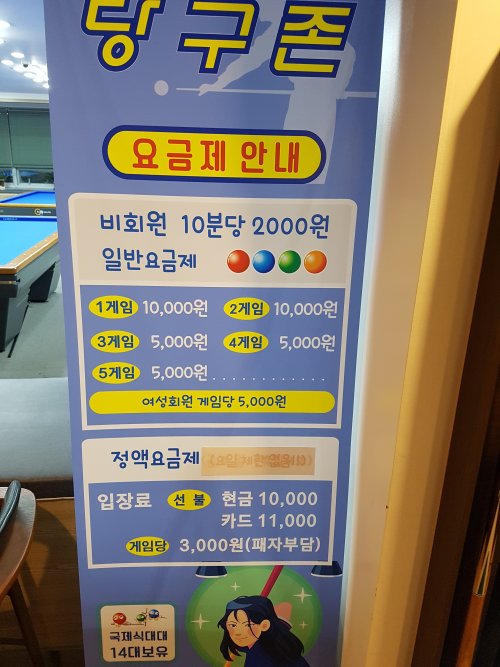 당구존
요금제 안내
비회원 10분당 2000원
일반요금제
1게임 10,000원 2게임 10,000원
3게임 5,000원 4게임 5,000원
5게임 5,000원 . . . . . . . . . . . .
여성회원 게임당 5,000원
정액요금제
입장료 선 불 현금 10,000
카드 11,000
게임당 3,000원(패자부담)
국제식대대
14대보유